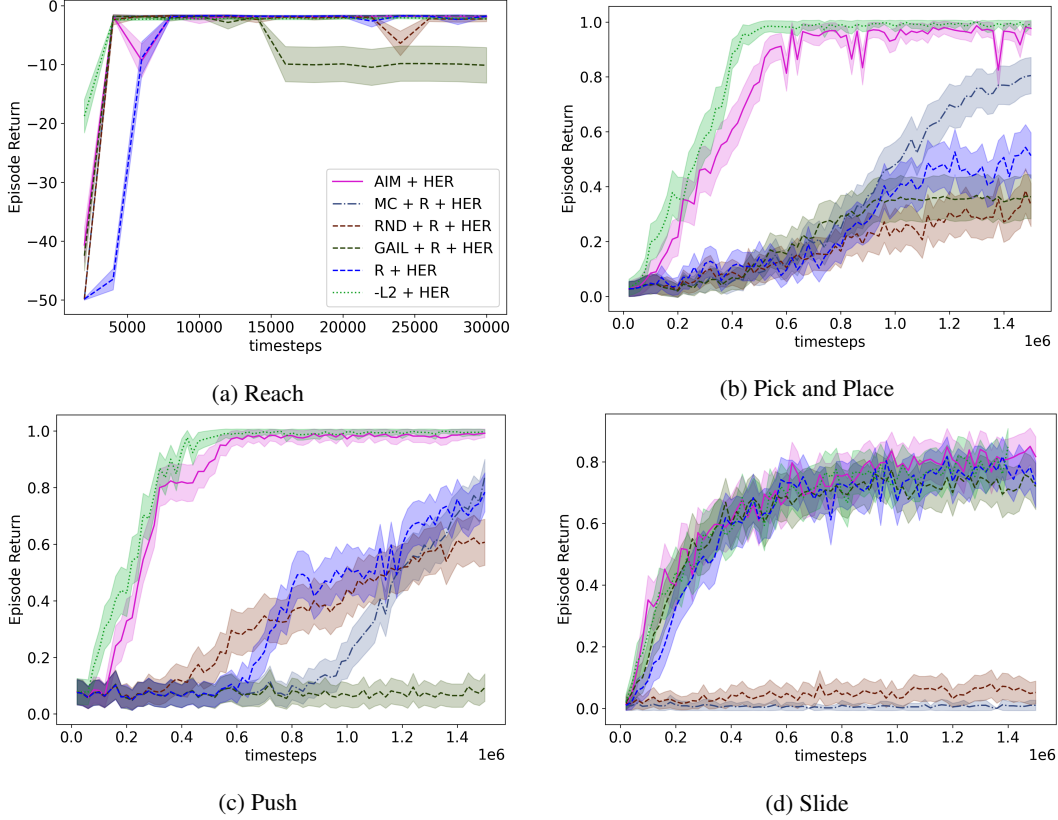 0
−10
−20
−30
−40
−50
Episode Return
AIM + HER
MC + R + HER
RND + R + HER
GAIL + R + HER
R + HER
-L2 + HER
5000 10000 15000 20000 25000 30000
timesteps
(a) Reach
1.0
0.8
0.6
0.4
0.2
0.0
Episode Return
0.0 0.2 0.4 0.6 0.8 1.0 1.2 1.4
timesteps
1e6
(b) Pick and Place
1.0
0.8
0.6
0.4
0.2
0.0
Episode Return
0.0 0.2 0.4 0.6 0.8 1.0 1.2 1.4
timesteps
1e6
(c) Push
0.8
0.6
0.4
0.2
0.0
Episode Return
0.0 0.2 0.4 0.6 0.8 1.0 1.2 1.4
timesteps
1e6
(d) Slide